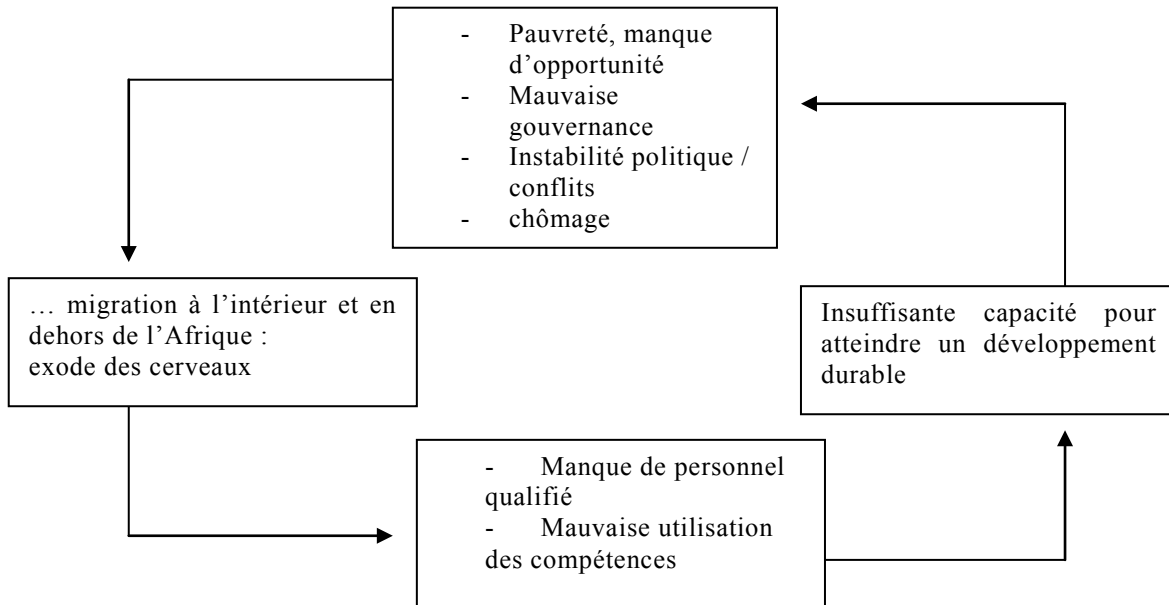 - Pauvreté, manque
d’opportunité
- Mauvaise
gouvernance
- Instabilité politique /
conflits
- chômage
… migration à l’intérieur et en
dehors de l’Afrique :
exode des cerveaux
Insuffisante capacité pour
atteindre un développement
durable
- Manque de personnel
qualifié
- Mauvaise utilisation
des compétences